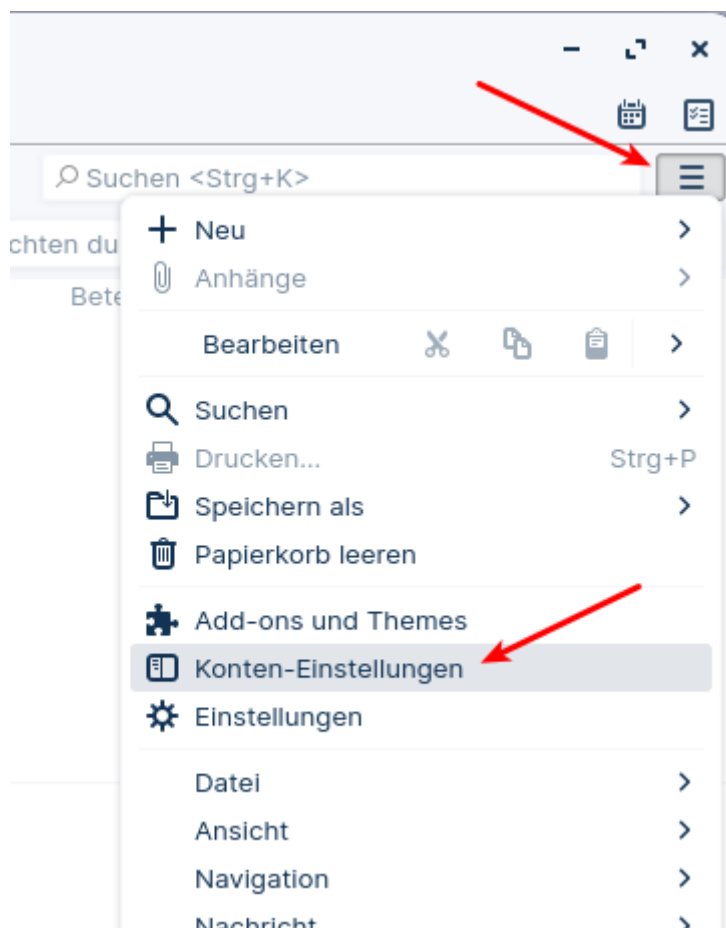 Suchen <Strg+K>
chten du
Neu
Bete
Anhänge
Bearbeiten
Suchen
Drucken... Strg+P
Speichern als
Papierkorb leeren
Add-ons und Themes
Konten-Einstellungen
Einstellungen
Datei
Ansicht
Navigation
Nachricht